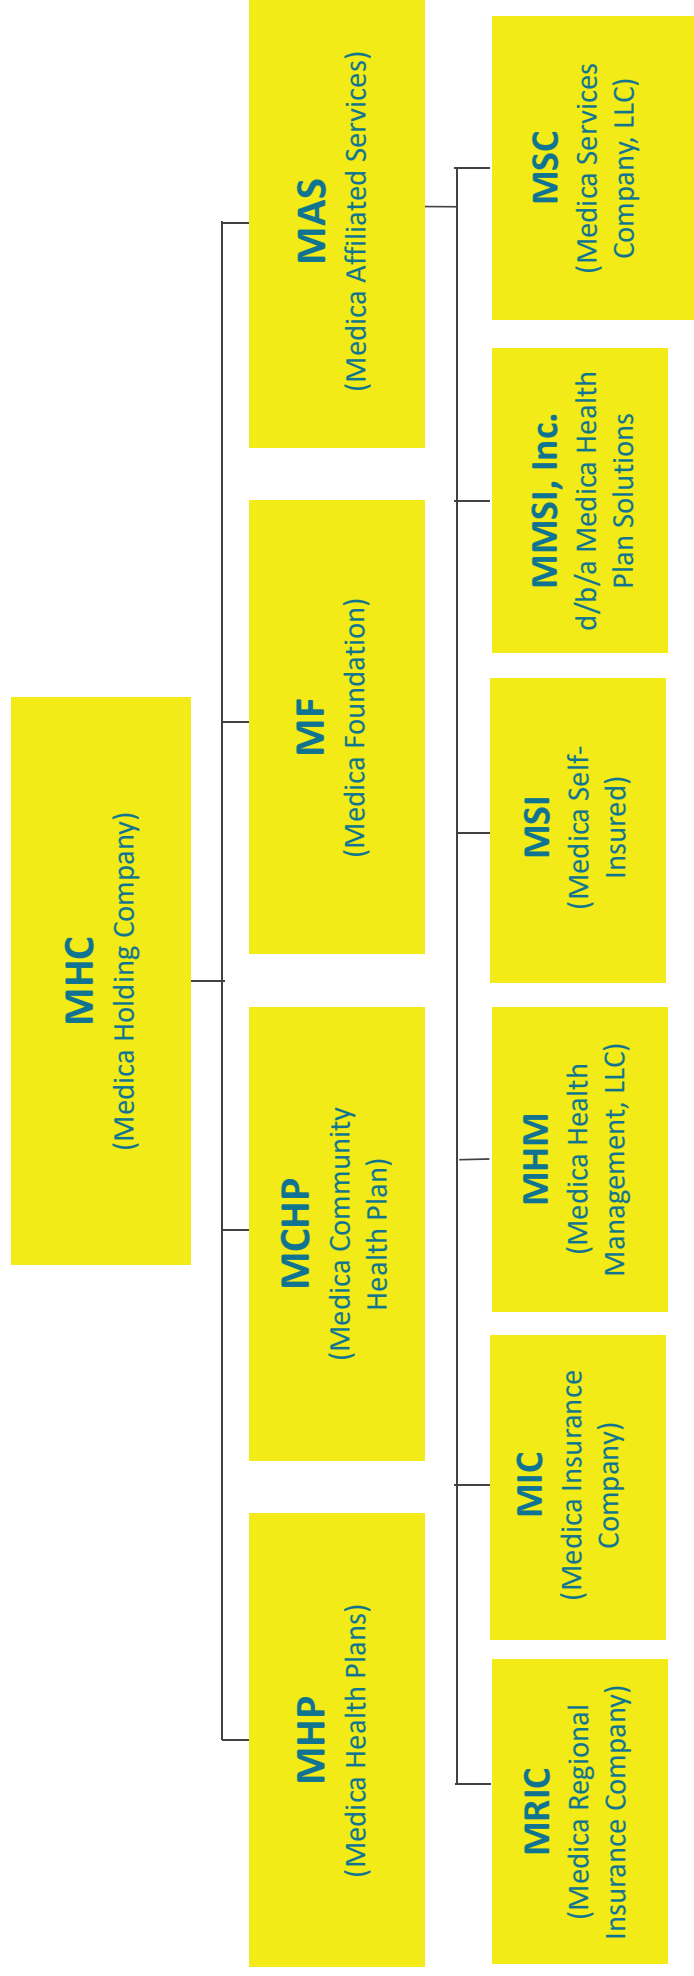 MHC
(Medica Holding Company)
MHP
(Medica Health Plans)
MCHP
(Medica Community
Health Plan)
MF
(Medica Foundation)
MAS
(Medica Affiliated Services)
MRIC
(Medica Regional
Insurance Company)
MIC
(Medica Insurance
Company)
MHM
(Medica Health
Management, LLC)
MSI
(Medica Self-
Insured)
MMSI, Inc.
d/b/a Medica Health
Plan Solutions
MSC
(Medica Services
Company, LLC)